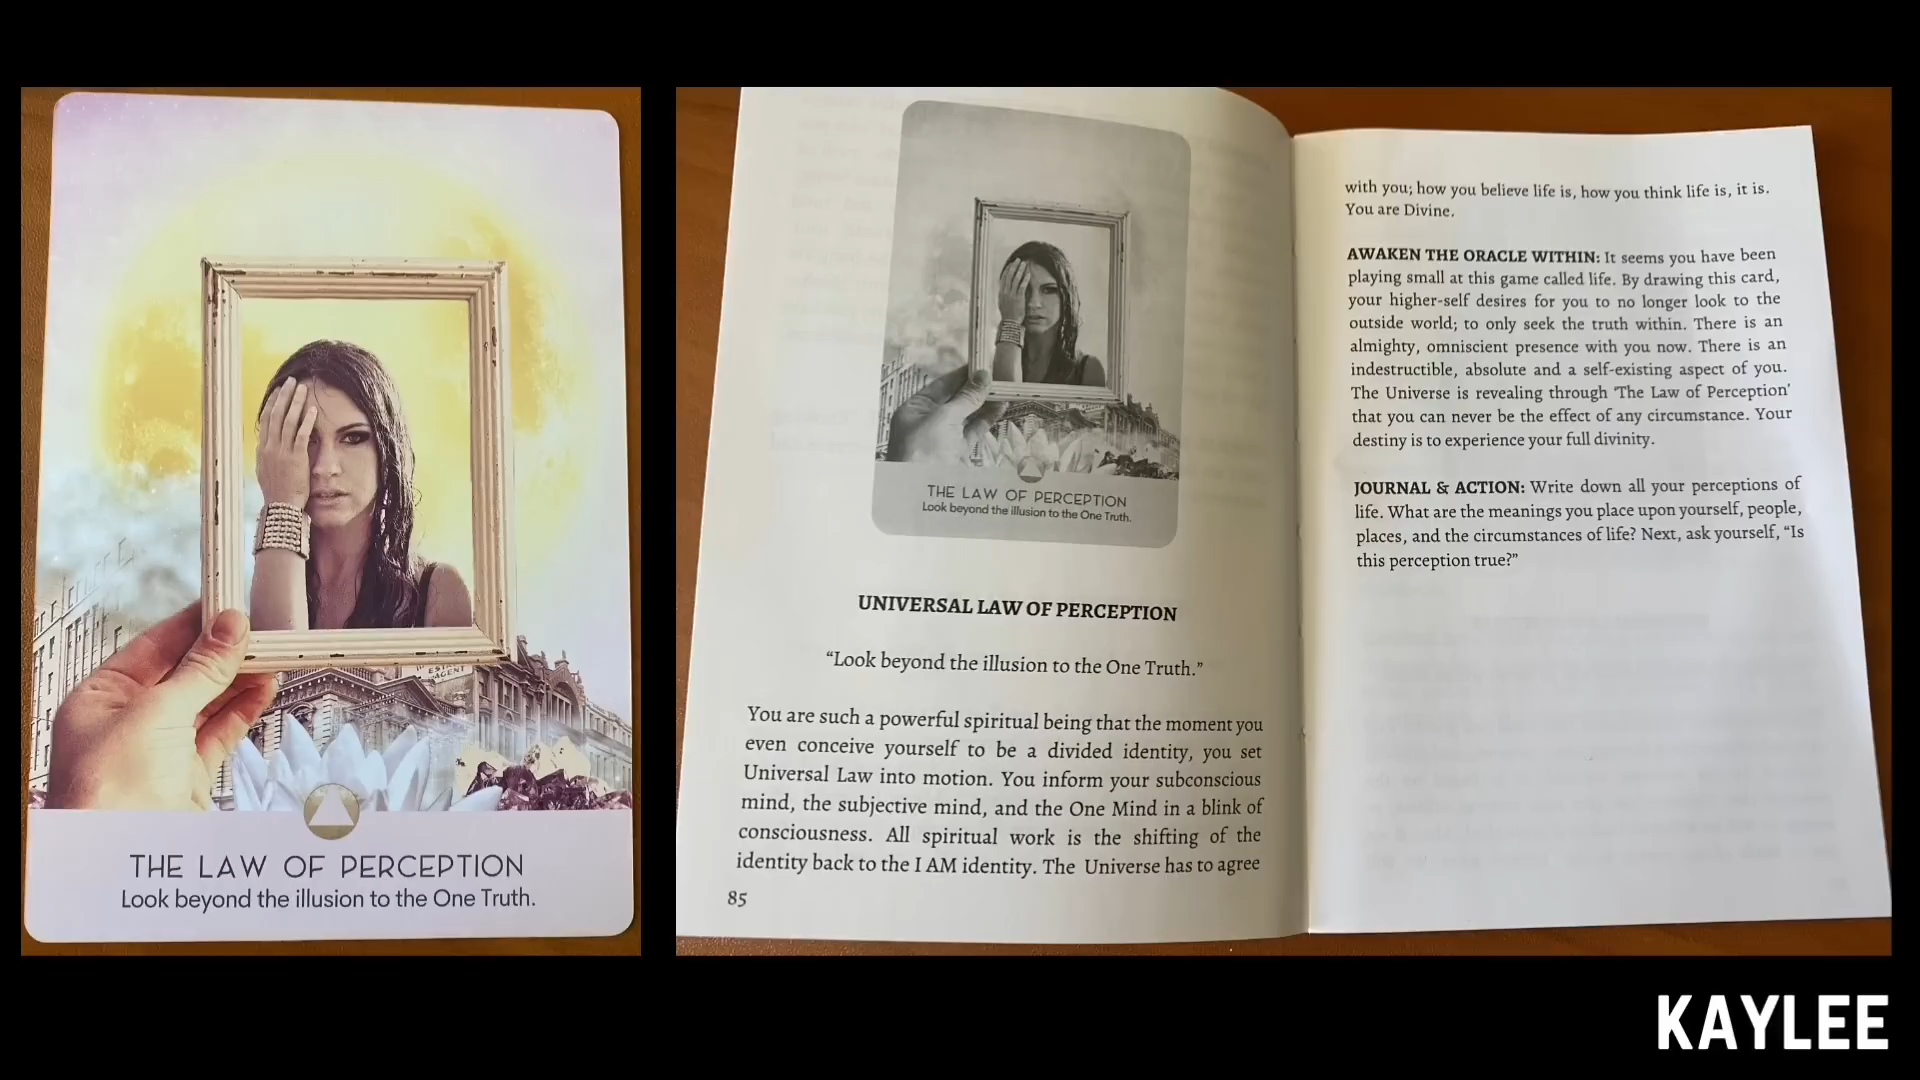 ESTATE
AGENT
THE LAW OF PERCEPTION
Look beyond the illusion to the One Truth.
THE LAW OF PERCEPTION
Look beyond the illusion to the One Truth.
UNIVERSAL LAW OF PERCEPTION
“Look beyond the illusion to the One Truth.”
You are such a powerful spiritual being that the moment you
even conceive yourself to be a divided identity, you set
Universal Law into motion. You inform your subconscious
mind, the subjective mind, and the One Mind in a blink of
consciousness. All spiritual work is the shifting of the
identity back to the I AM identity. The Universe has to agree
85
with you; how you believe life is, how you think life is, it is.
You are Divine.
AWAKEN THE ORACLE WITHIN: It seems you have been
playing small at this game called life. By drawing this card,
your higher-self desires for you to no longer look to the
outside world; to only seek the truth within. There is an
almighty, omniscient presence with you now. There is an
indestructible, absolute and a self-existing aspect of you.
The Universe is revealing through ‘The Law of Perception’
that you can never be the effect of any circumstance. Your
destiny is to experience your full divinity.
JOURNAL & ACTION: Write down all your perceptions of
life. What are the meanings you place upon yourself, people,
places, and the circumstances of life? Next, ask yourself, “Is
this perception true?”
KAYLEE